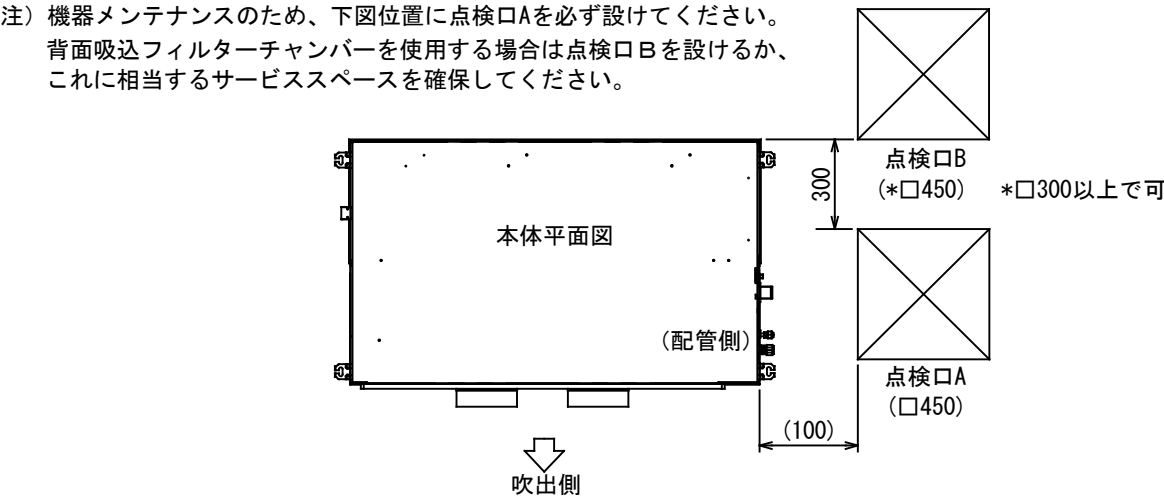 注）機器メンテナンスのため、下図位置に点検口Aを必ず設けてください。
背面吸込フィルターチャンバーを使用する場合は点検口Ｂを設けるか、
これに相当するサービススペースを確保してください。
300
点検口B
(*□450)
*□300以上で可
本体平面図
(配管側)
点検口A
(□450)
(100)
吹出側